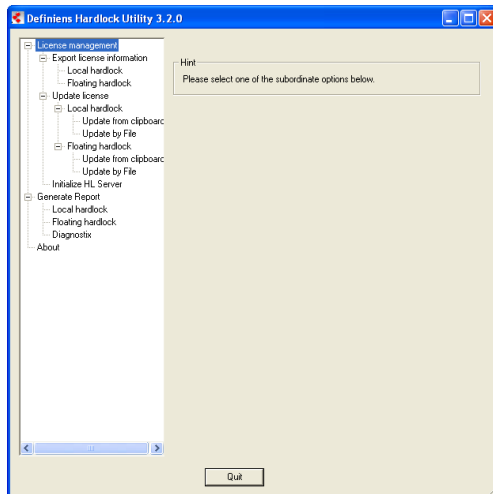 Definiens Hardlock Utility 3.2.0
License management
Export license information
Local hardlock
Floating hardlock
Update license
Local hardlock
Update from clipboard
Update by File
Floating hardlock
Update from clipboard
Update by File
Initialize HL Server
Generate Report
Local hardlock
Floating hardlock
Diagnostix
About
Hint
Please select one of the subordinate options below.
Quit